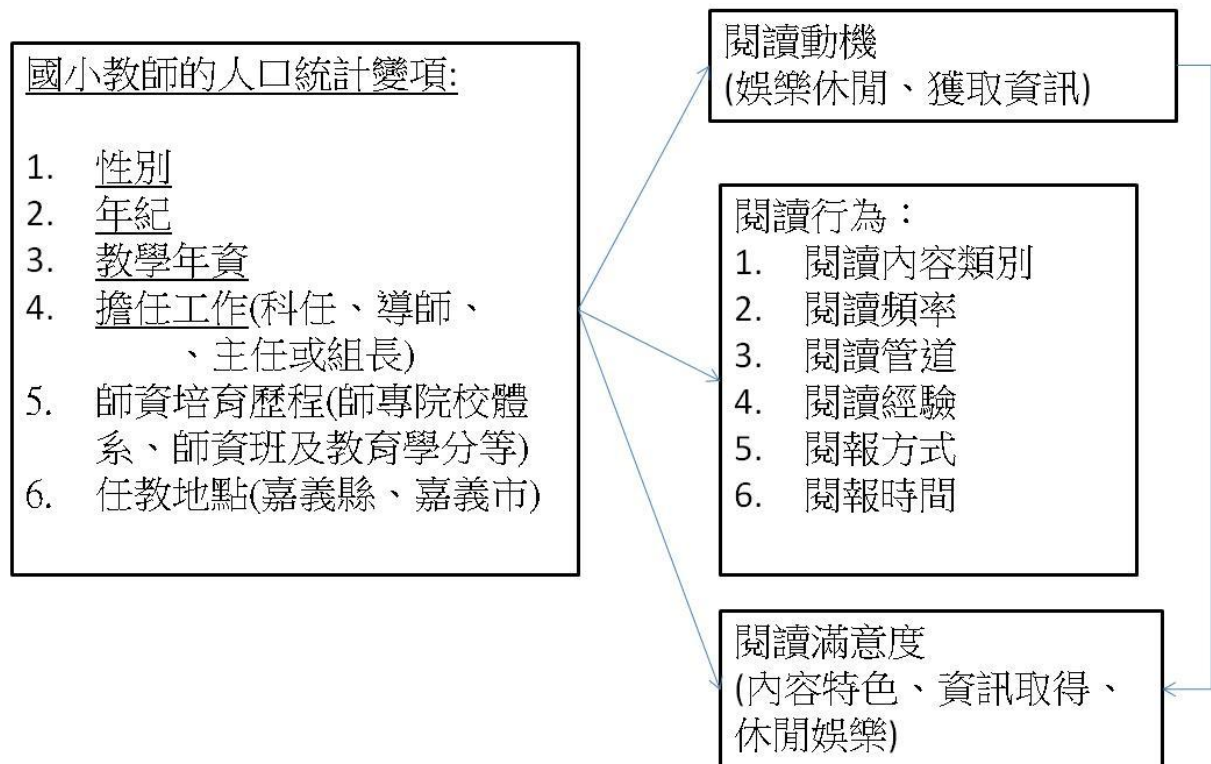 國小教師的人口統計變項:
1. 性別
2. 年紀
3. 教學年資
4. 擔任工作(科任、導師、
、主任或組長)
5. 師資培育歷程(師專院校體
系、師資班及教育學分等)
6. 任教地點(嘉義縣、嘉義市)
閱讀動機
(娛樂休閒、獲取資訊)
閱讀行為：
1. 閱讀內容類別
2. 閱讀頻率
3. 閱讀管道
4. 閱讀經驗
5. 閱報方式
6. 閱報時間
閱讀滿意度
(內容特色、資訊取得、
休閒娛樂)